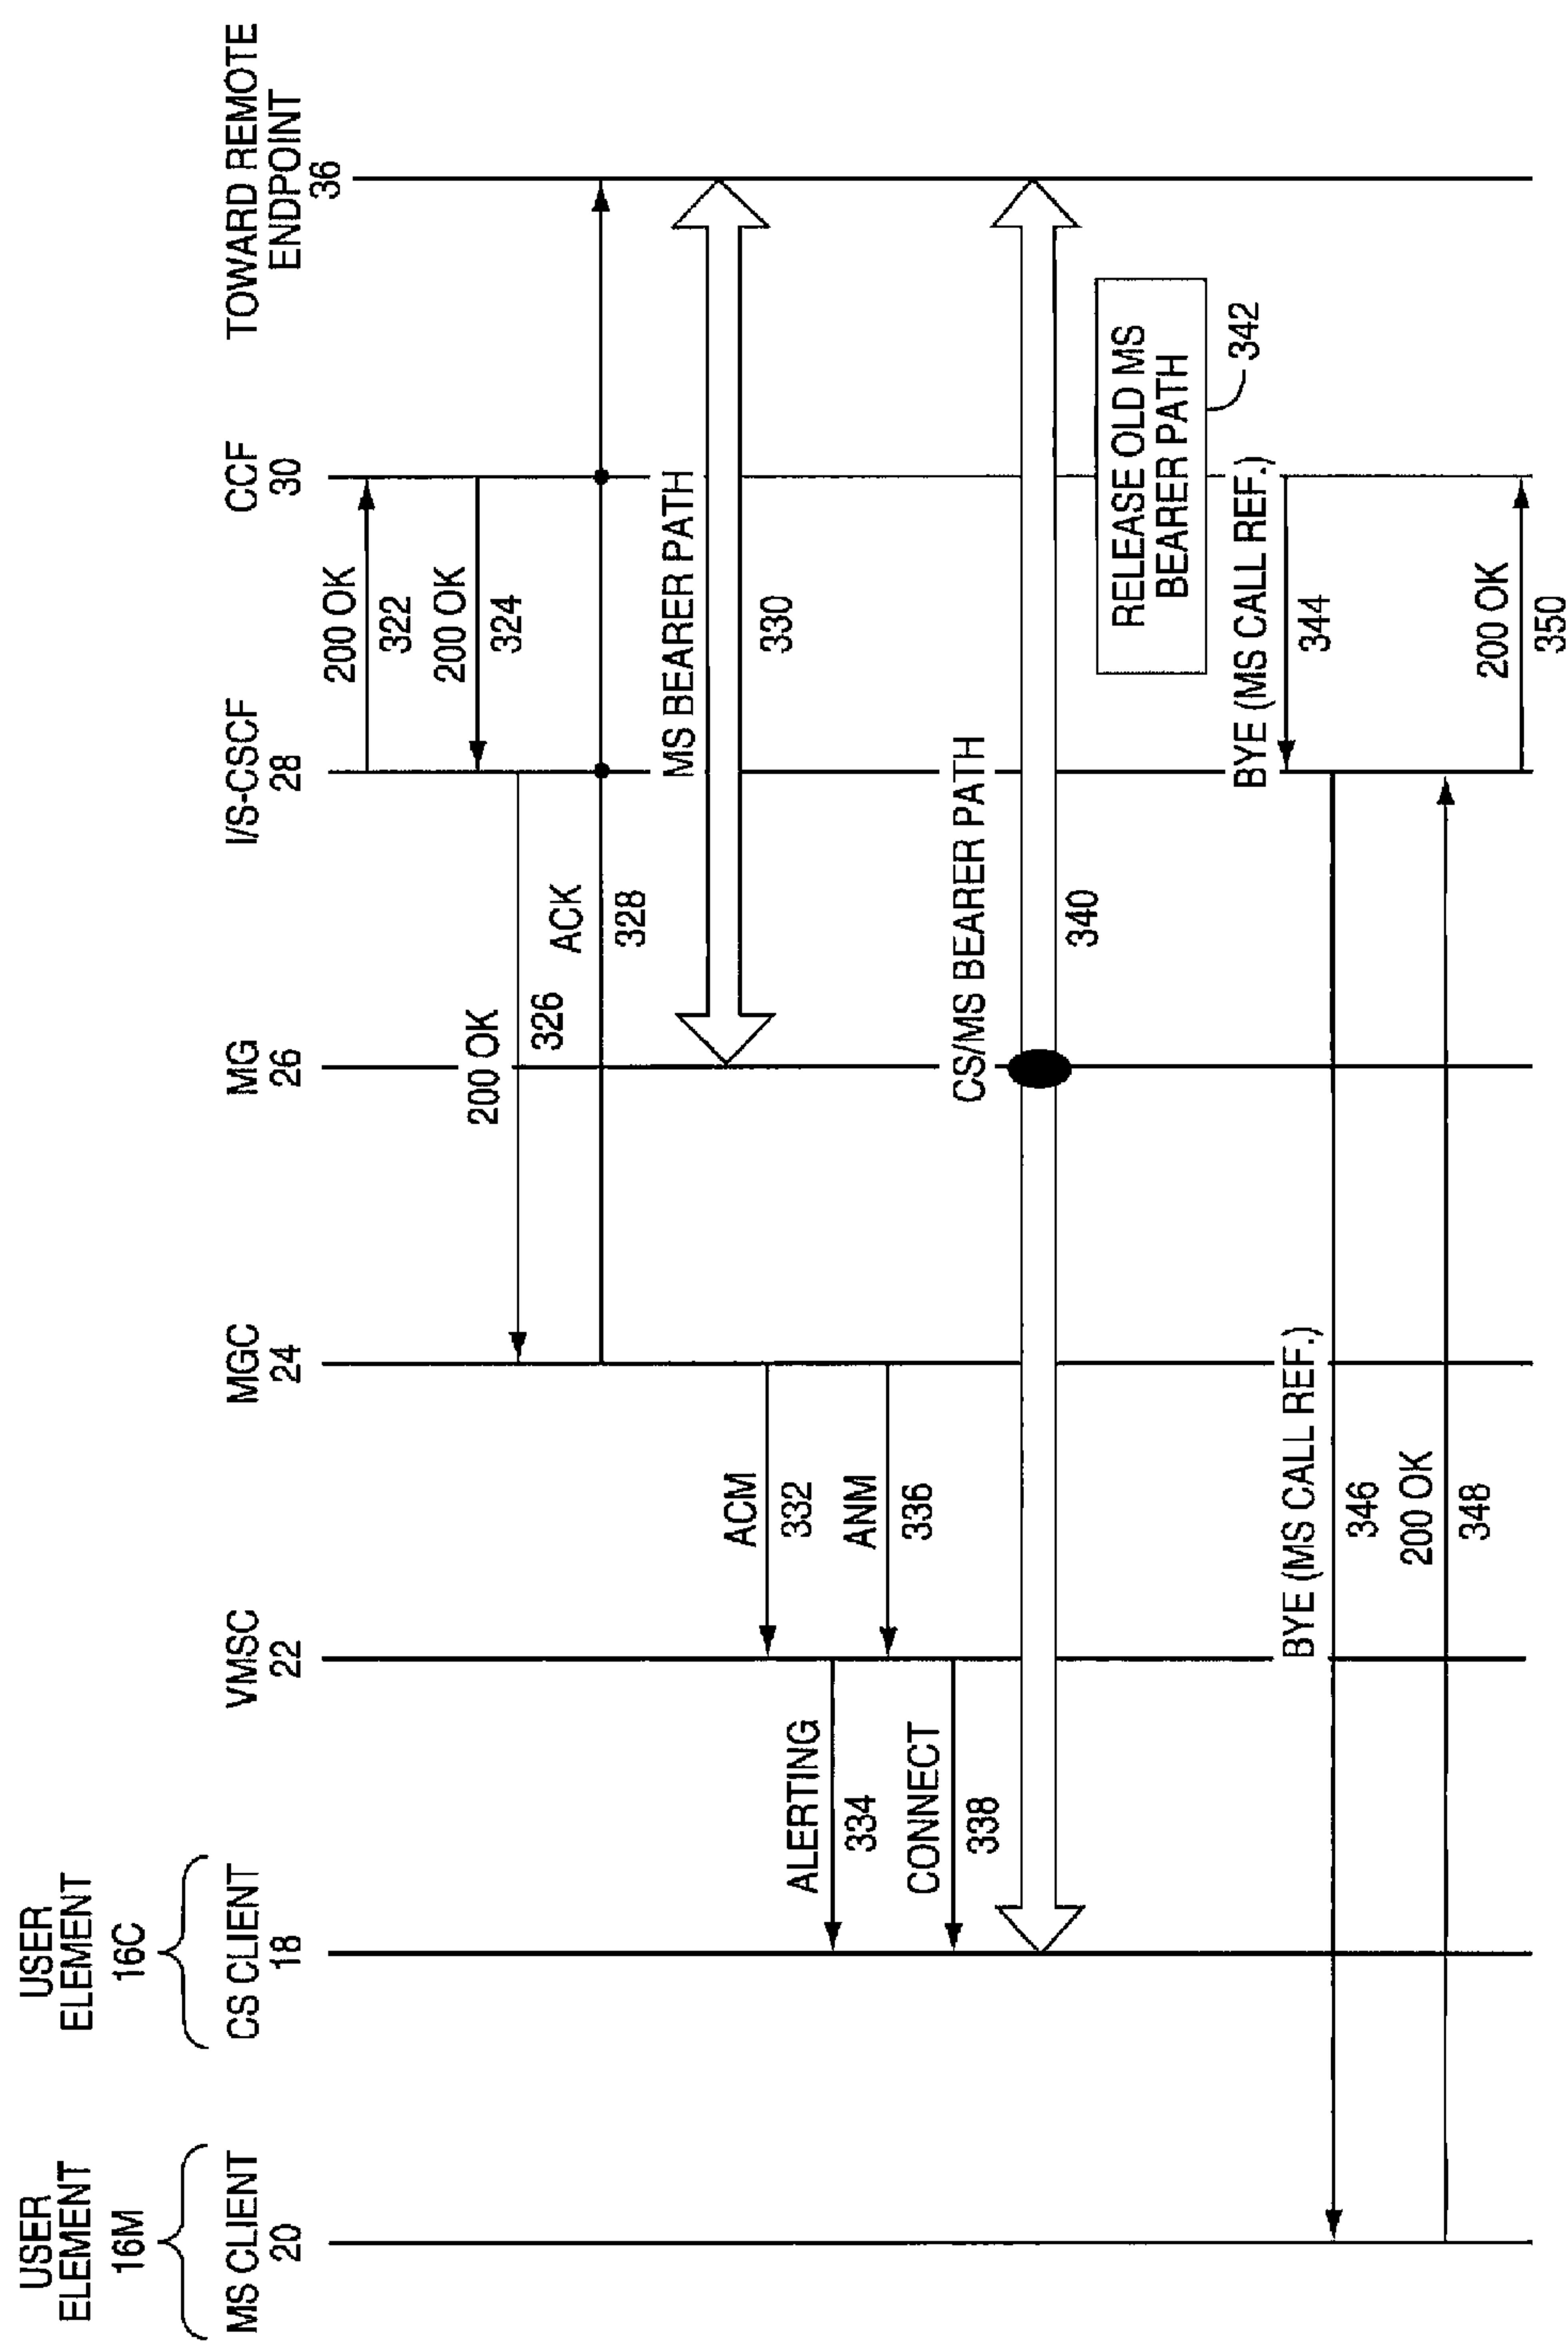 USER
ELEMENT
16M
MS CLIENT
20
USER
ELEMENT
16C
CS CLIENT
18
VMSC
22
MGC
24
MG
26
I/S-CSCF
28
CCF
30
TOWARD REMOTE
ENDPOINT
36
200 OK
322
200 OK
324
200 OK
326
ACK
328
MS BEARER PATH
330
ACM
332
ALERTING
334
ANM
336
CONNECT
338
CS/MS BEARER PATH
340
RELEASE OLD MS
BEARER PATH
342
BYE (MS CALL REF.)
344
BYE (MS CALL REF.)
346
200 OK
348
200 OK
350